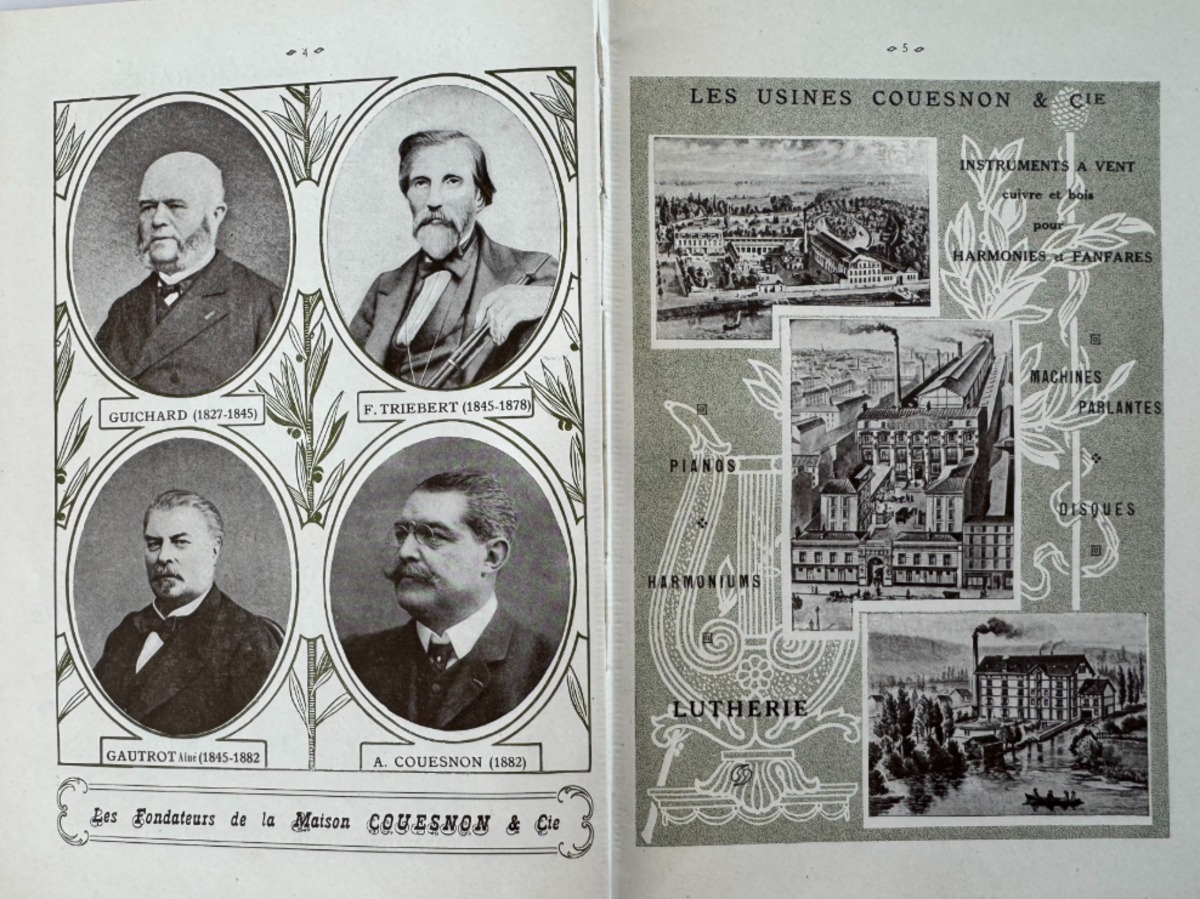 4
GUICHARD (1827-1845)
F. TRIEBERT (1845-1878)
GAUTROT Aîné (1845-1882
A. COUESNON (1882)
Les Fondateurs de la Maison COUESNON & Cie
5
LES USINES COUESNON & CIE
INSTRUMENTS A VENT
cuivre et bois
pour
HARMONIES et FANFARES
MACHINES
PARLANTES
DISQUES
PIANOS
HARMONIUMS
LUTHERIE